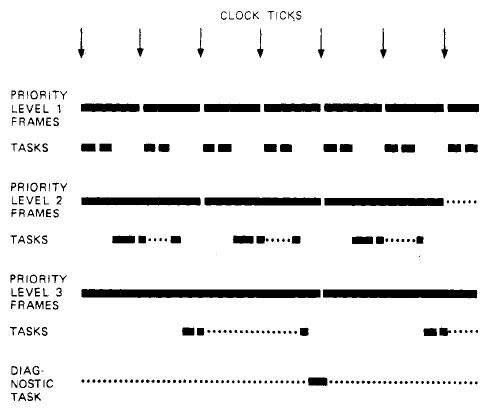 CLOCK TICKS
PRIORITY
LEVEL 1
FRAMES
TASKS
PRIORITY
LEVEL 2
FRAMES
TASKS
PRIORITY
LEVEL 3
FRAMES
TASKS
DIAG-
NOSTIC
TASK